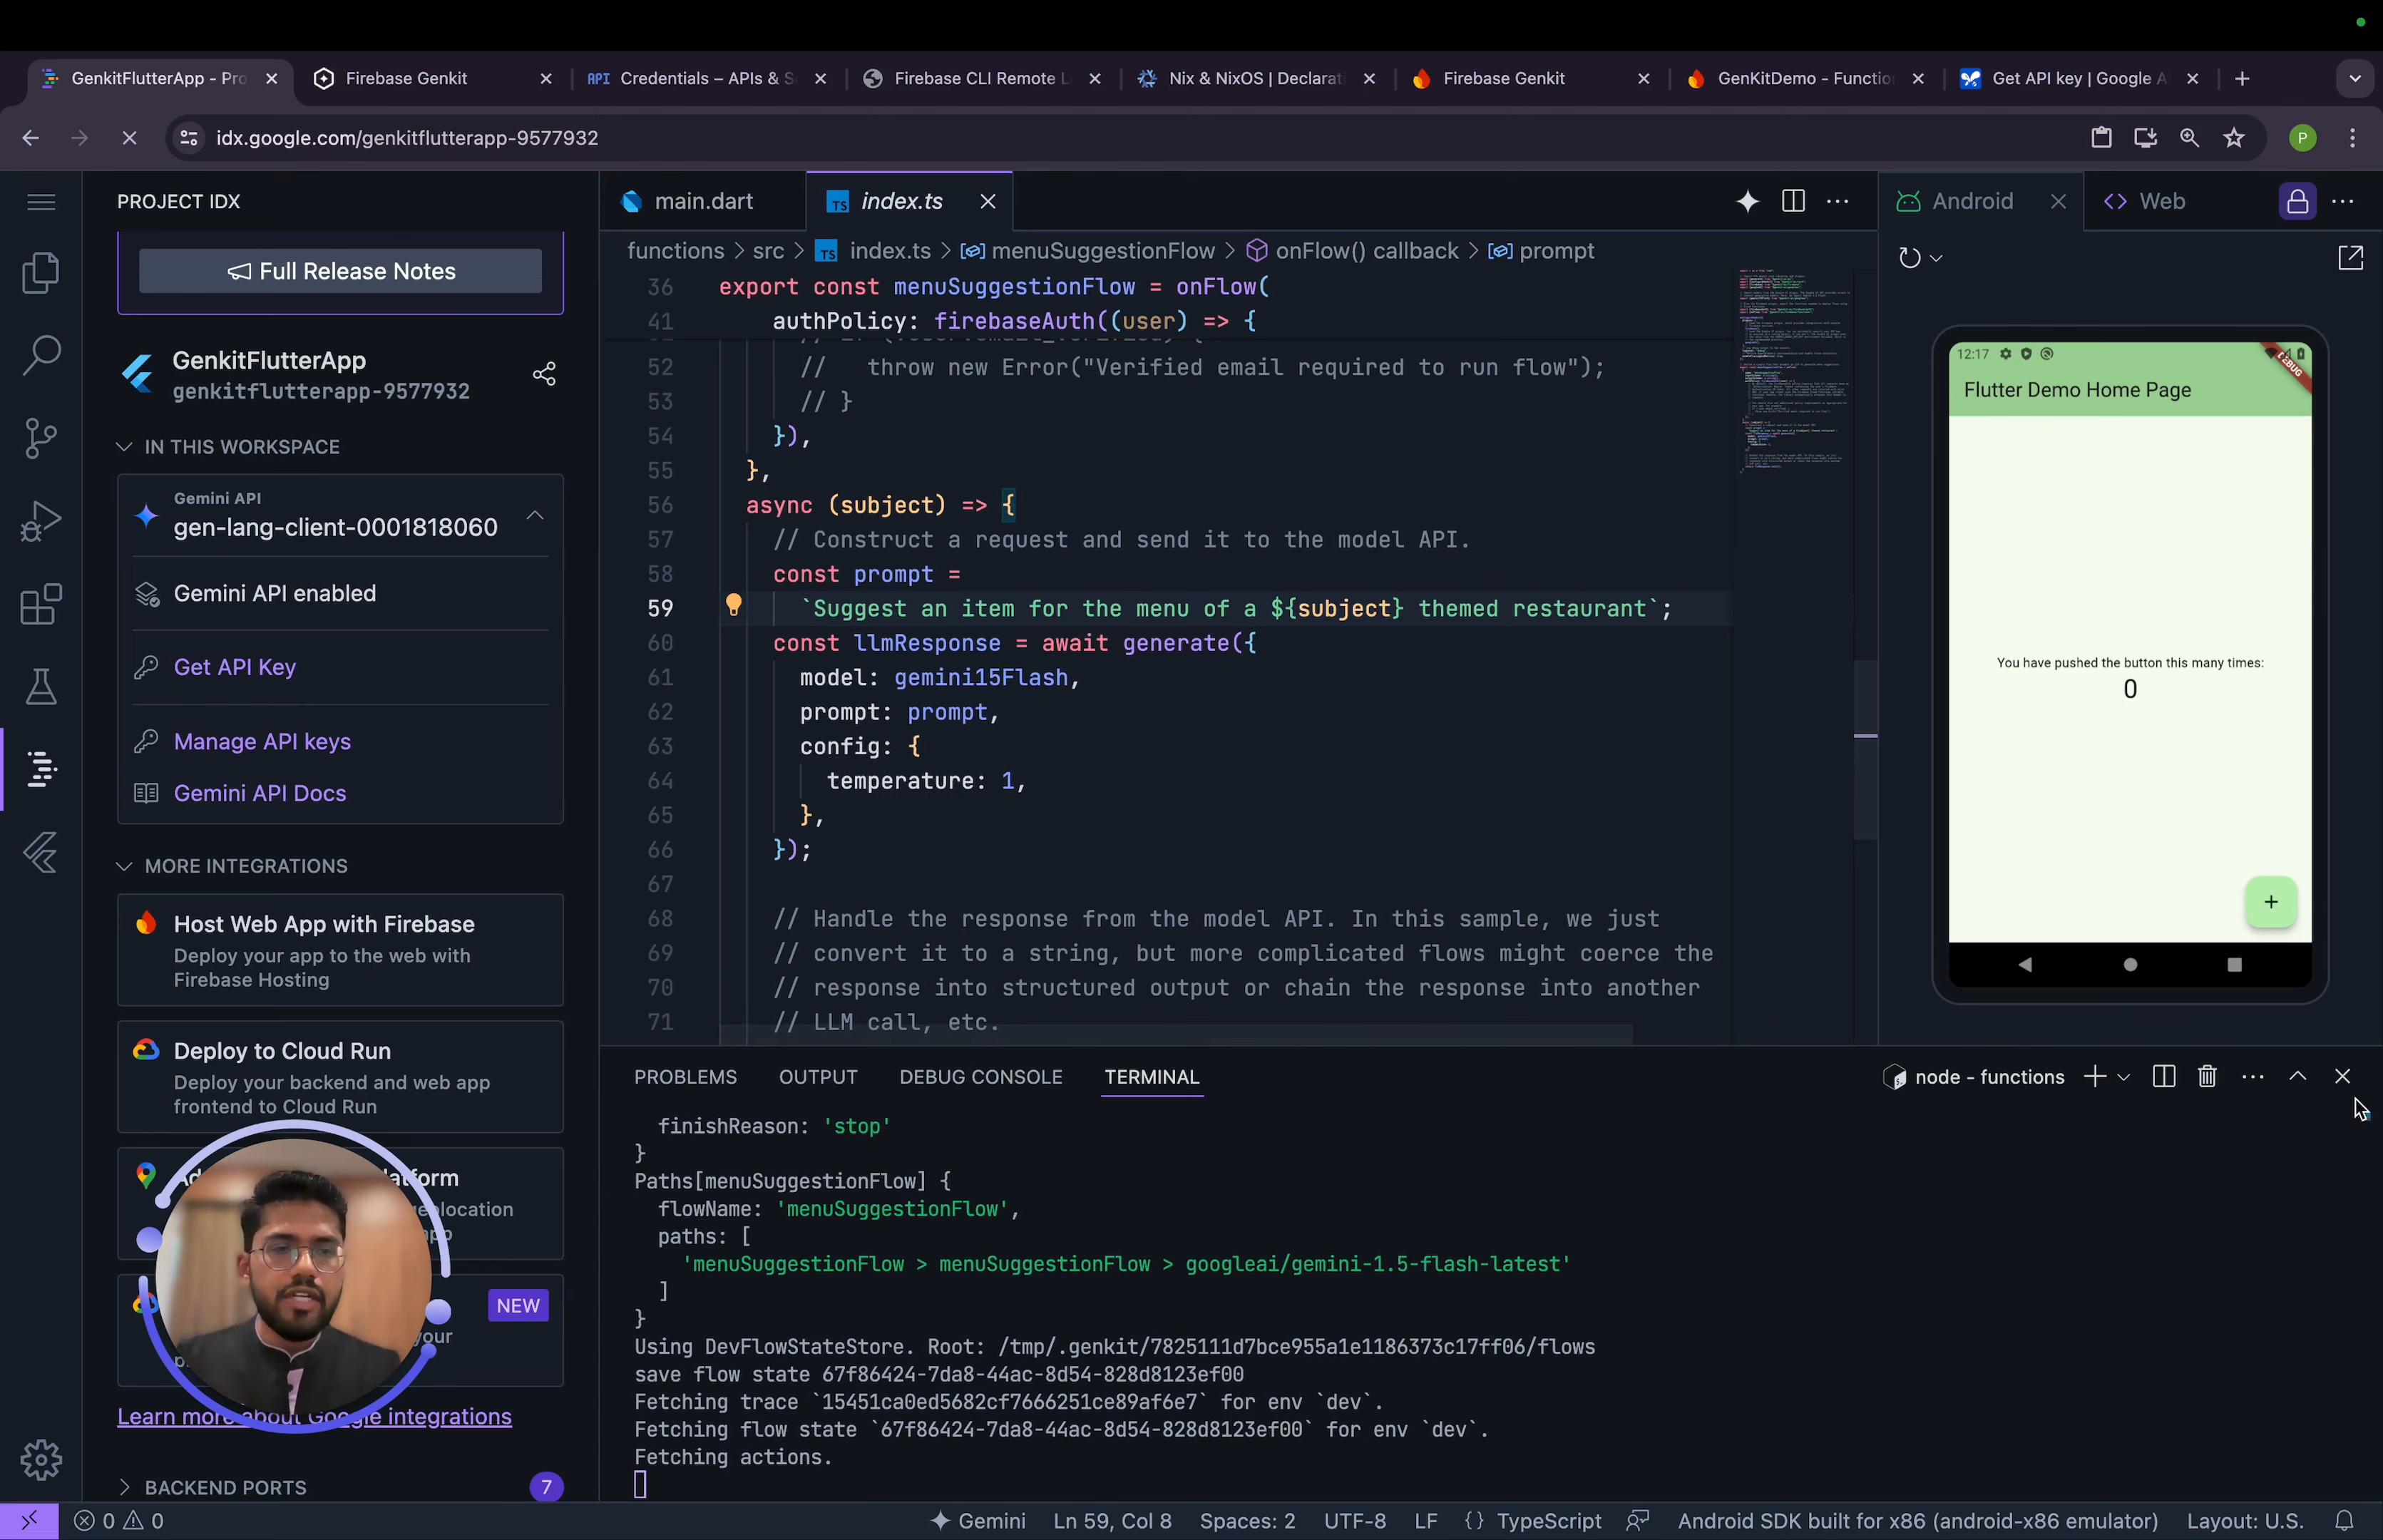 GenkitFlutterApp - Pro
Firebase Genkit
API Credentials – APIs & S
Firebase CLI Remote L
Nix & NixOS | Declarat
Firebase Genkit
GenKitDemo - Functio
Get API key | Google A
idx.google.com/genkitflutterapp-9577932
P
PROJECT IDX
Full Release Notes
GenkitFlutterApp
genkitflutterapp-9577932
IN THIS WORKSPACE
Gemini API
gen-lang-client-0001818060
Gemini API enabled
Get API Key
Manage API keys
Gemini API Docs
MORE INTEGRATIONS
Host Web App with Firebase
Deploy your app to the web with
Firebase Hosting
Deploy to Cloud Run
Deploy your backend and web app
frontend to Cloud Run
NEW
your
Learn more about Google integrations
BACKEND PORTS 7
main.dart
TS index.ts
functions > src > TS index.ts > menuSuggestionFlow > onFlow() callback > prompt
36 export const menuSuggestionFlow = onFlow(
41 authPolicy: firebaseAuth((user) => {
52 // throw new Error("Verified email required to run flow");
53 // }
54 }),
55 },
56 async (subject) => {
57 // Construct a request and send it to the model API.
58 const prompt =
59 `Suggest an item for the menu of a ${subject} themed restaurant`;
60 const llmResponse = await generate({
61 model: gemini15Flash,
62 prompt: prompt,
63 config: {
64 temperature: 1,
65 },
66 });
67
68 // Handle the response from the model API. In this sample, we just
69 // convert it to a string, but more complicated flows might coerce the
70 // response into structured output or chain the response into another
71 // LLM call, etc.
Android
Web
12:17
DEBUG
Flutter Demo Home Page
You have pushed the button this many times:
0
+
PROBLEMS
OUTPUT
DEBUG CONSOLE
TERMINAL
node - functions
finishReason: 'stop'
}
Paths[menuSuggestionFlow] {
flowName: 'menuSuggestionFlow',
paths: [
'menuSuggestionFlow > menuSuggestionFlow > googleai/gemini-1.5-flash-latest'
]
}
Using DevFlowStateStore. Root: /tmp/.genkit/7825111d7bce955a1e1186373c17ff06/flows
save flow state 67f86424-7da8-44ac-8d54-828d8123ef00
Fetching trace `15451ca0ed5682cf7666251ce89af6e7` for env `dev`.
Fetching flow state `67f86424-7da8-44ac-8d54-828d8123ef00` for env `dev`.
Fetching actions.
0 0
Gemini
Ln 59, Col 8
Spaces: 2
UTF-8
LF
{} TypeScript
Android SDK built for x86 (android-x86 emulator)
Layout: U.S.